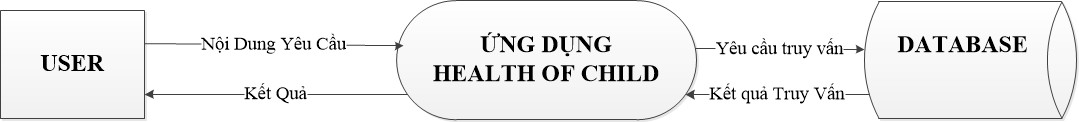 USER
Nội Dung Yêu Cầu
Kết Quả
ỨNG DỤNG
HEALTH OF CHILD
Yêu cầu truy vấn
Kết quả Truy Vấn
DATABASE